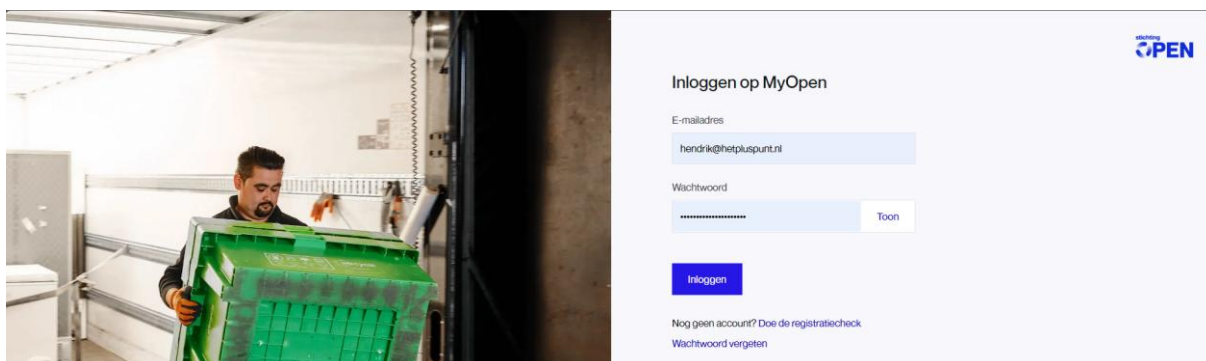 stichting
OPEN
Inloggen op MyOpen
E-mailadres
hendrik@hetpluspunt.nl
Wachtwoord
•••••••••••••••••••••
Toon
Inloggen
Nog geen account? Doe de registratiecheck
Wachtwoord vergeten